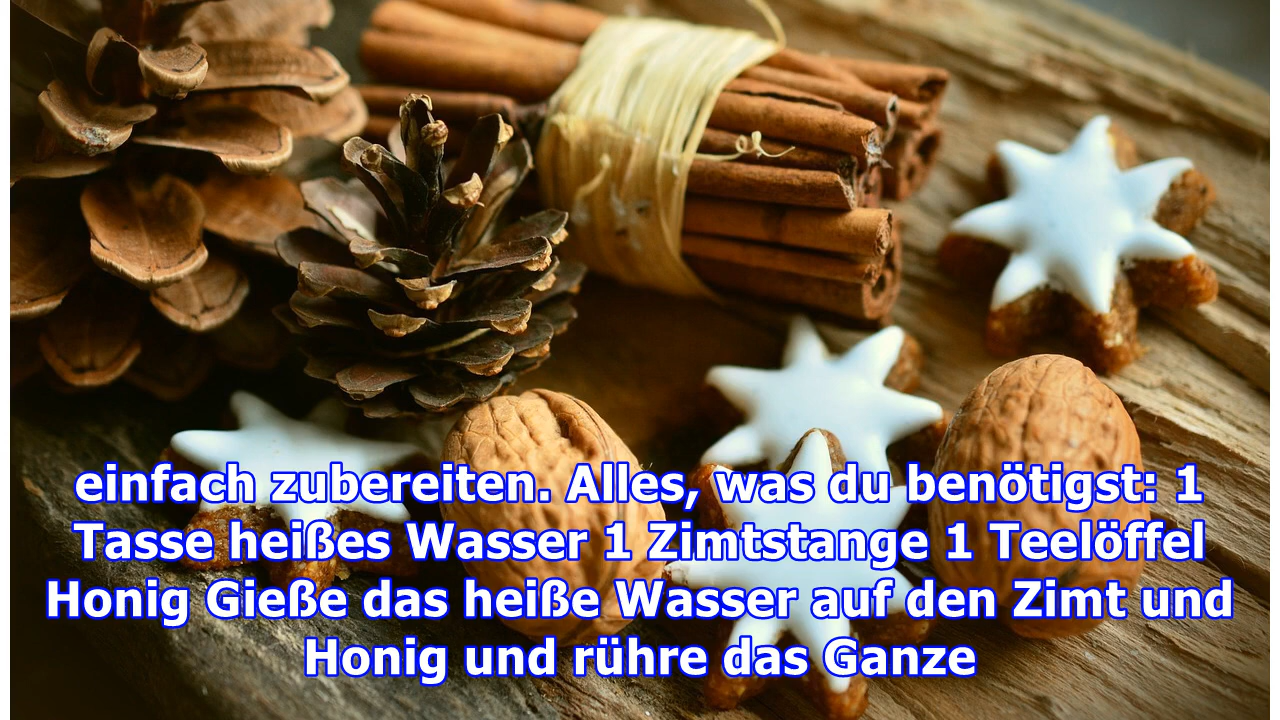 einfach zubereiten. Alles, was du benötigst: 1
Tasse heißes Wasser 1 Zimtstange 1 Teelöffel
Honig Gieße das heiße Wasser auf den Zimt und
Honig und rühre das Ganze